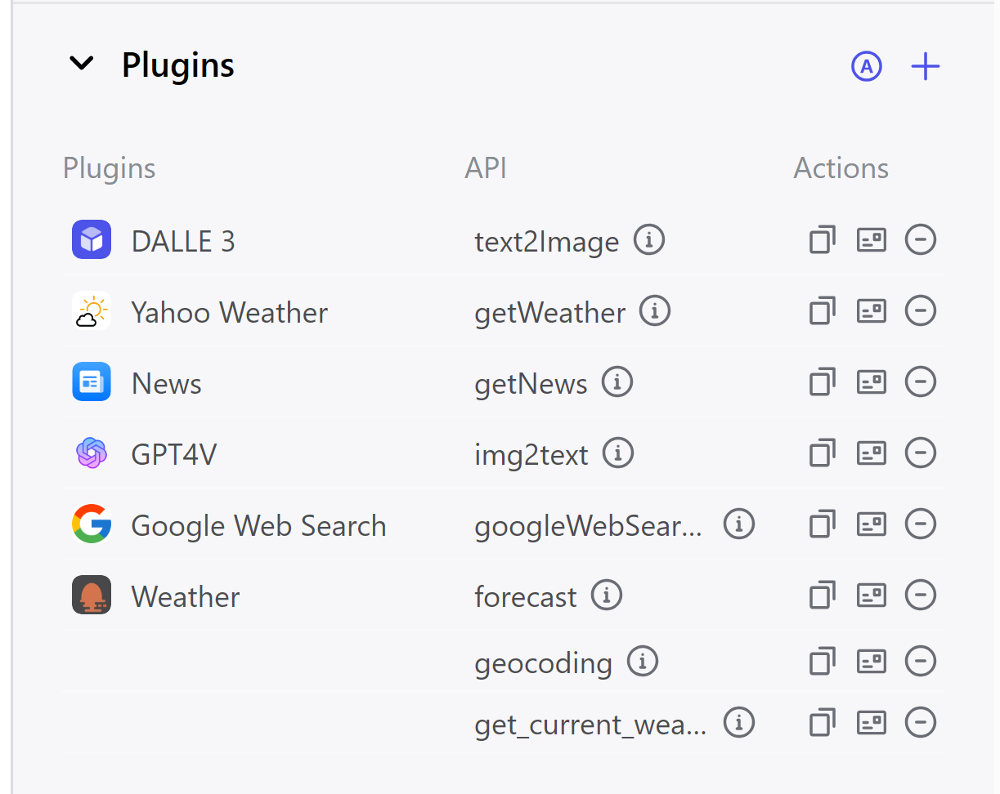 Plugins
A
Plugins API Actions
DALLE 3 text2Image
Yahoo Weather getWeather
News getNews
GPT4V img2text
Google Web Search googleWebSear...
Weather forecast
geocoding
get_current_wea...